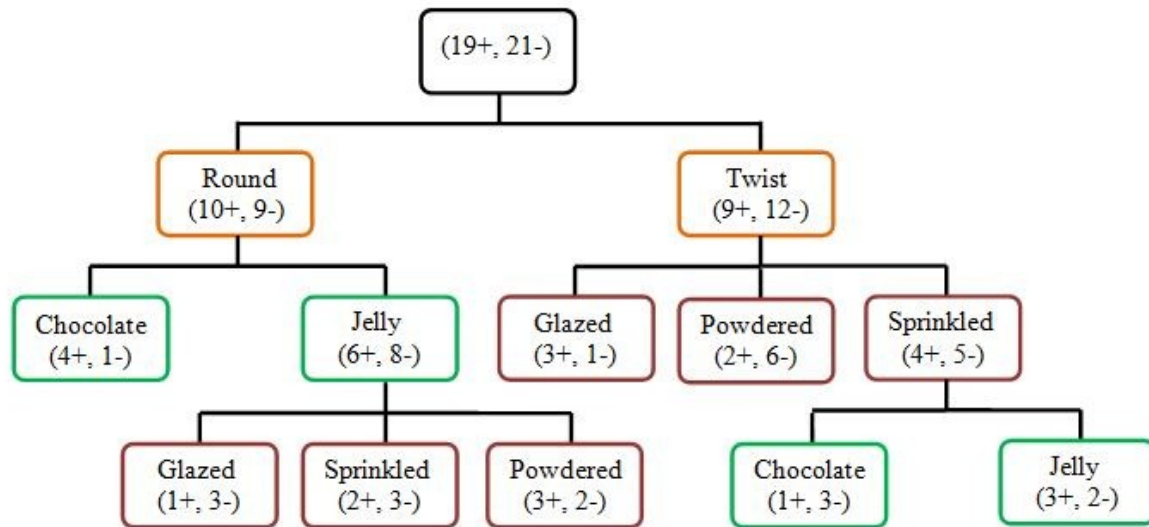 (19+, 21-)
Round
(10+, 9-)
Twist
(9+, 12-)
Chocolate
(4+, 1-)
Jelly
(6+, 8-)
Glazed
(3+, 1-)
Powdered
(2+, 6-)
Sprinkled
(4+, 5-)
Glazed
(1+, 3-)
Sprinkled
(2+, 3-)
Powdered
(3+, 2-)
Chocolate
(1+, 3-)
Jelly
(3+, 2-)